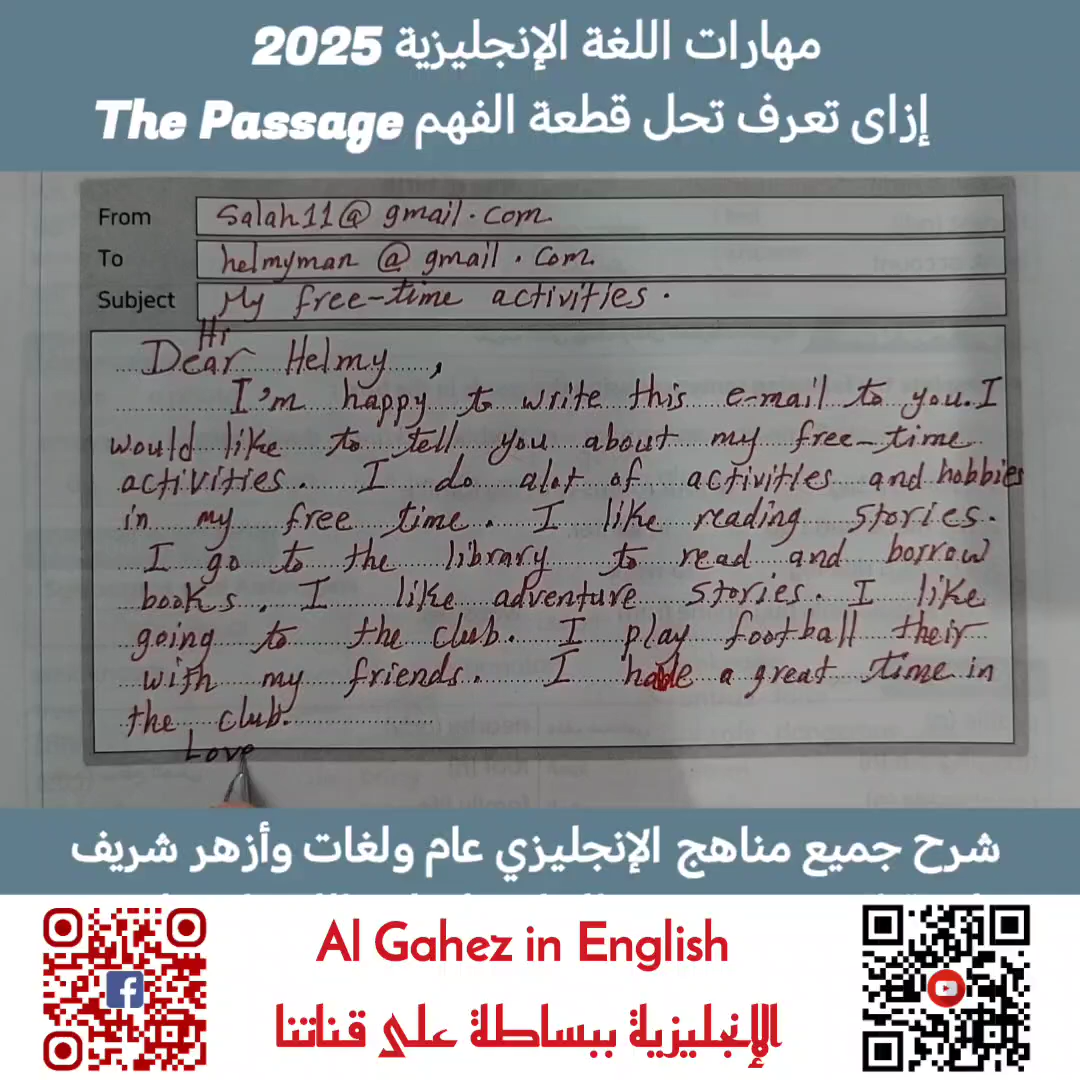 مهارات اللغة الإنجليزية 2025
إزاى تعرف تحل قطعة الفهم The Passage
From salah11@gmail.com
To helmyman@gmail.com
Subject My free-time activities.
Hi
Dear Helmy,
I'm happy to write this e-mail to you. I
would like to tell you about my free-time
activities. I do alot of activities and hobbies
in my free time. I like reading stories.
I go to the library to read and borrow
books. I like adventure stories. I like
going to the club. I play football their
with my friends. I have a great time in
the club.
Love
شرح جميع مناهج الإنجليزي عام ولغات وأزهر شريف
Al Gahez in English
الإنجليزية ببساطة على قناتنا